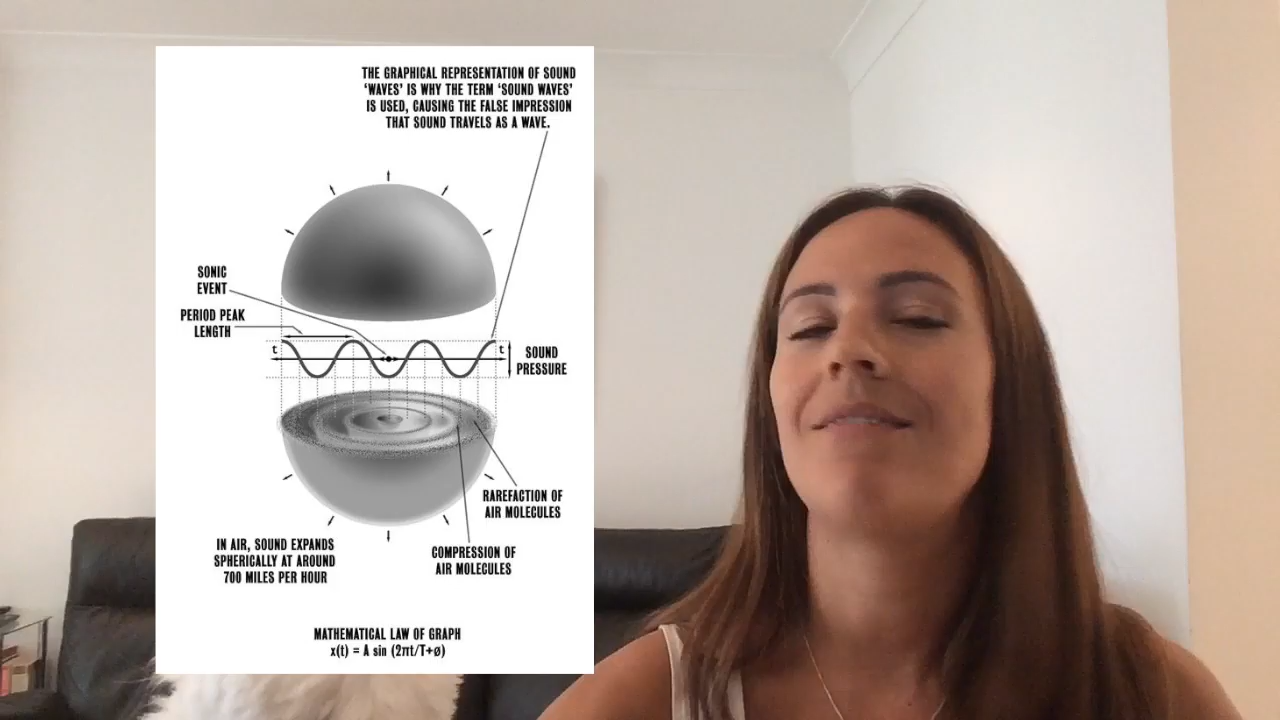 THE GRAPHICAL REPRESENTATION OF SOUND
‘WAVES’ IS WHY THE TERM ‘SOUND WAVES’
IS USED, CAUSING THE FALSE IMPRESSION
THAT SOUND TRAVELS AS A WAVE.
SONIC
EVENT
PERIOD PEAK
LENGTH
t
t
SOUND
PRESSURE
RAREFACTION OF
AIR MOLECULES
COMPRESSION OF
AIR MOLECULES
IN AIR, SOUND EXPANDS
SPHERICALLY AT AROUND
700 MILES PER HOUR
MATHEMATICAL LAW OF GRAPH
x(t) = A sin (2πt/T+ø)